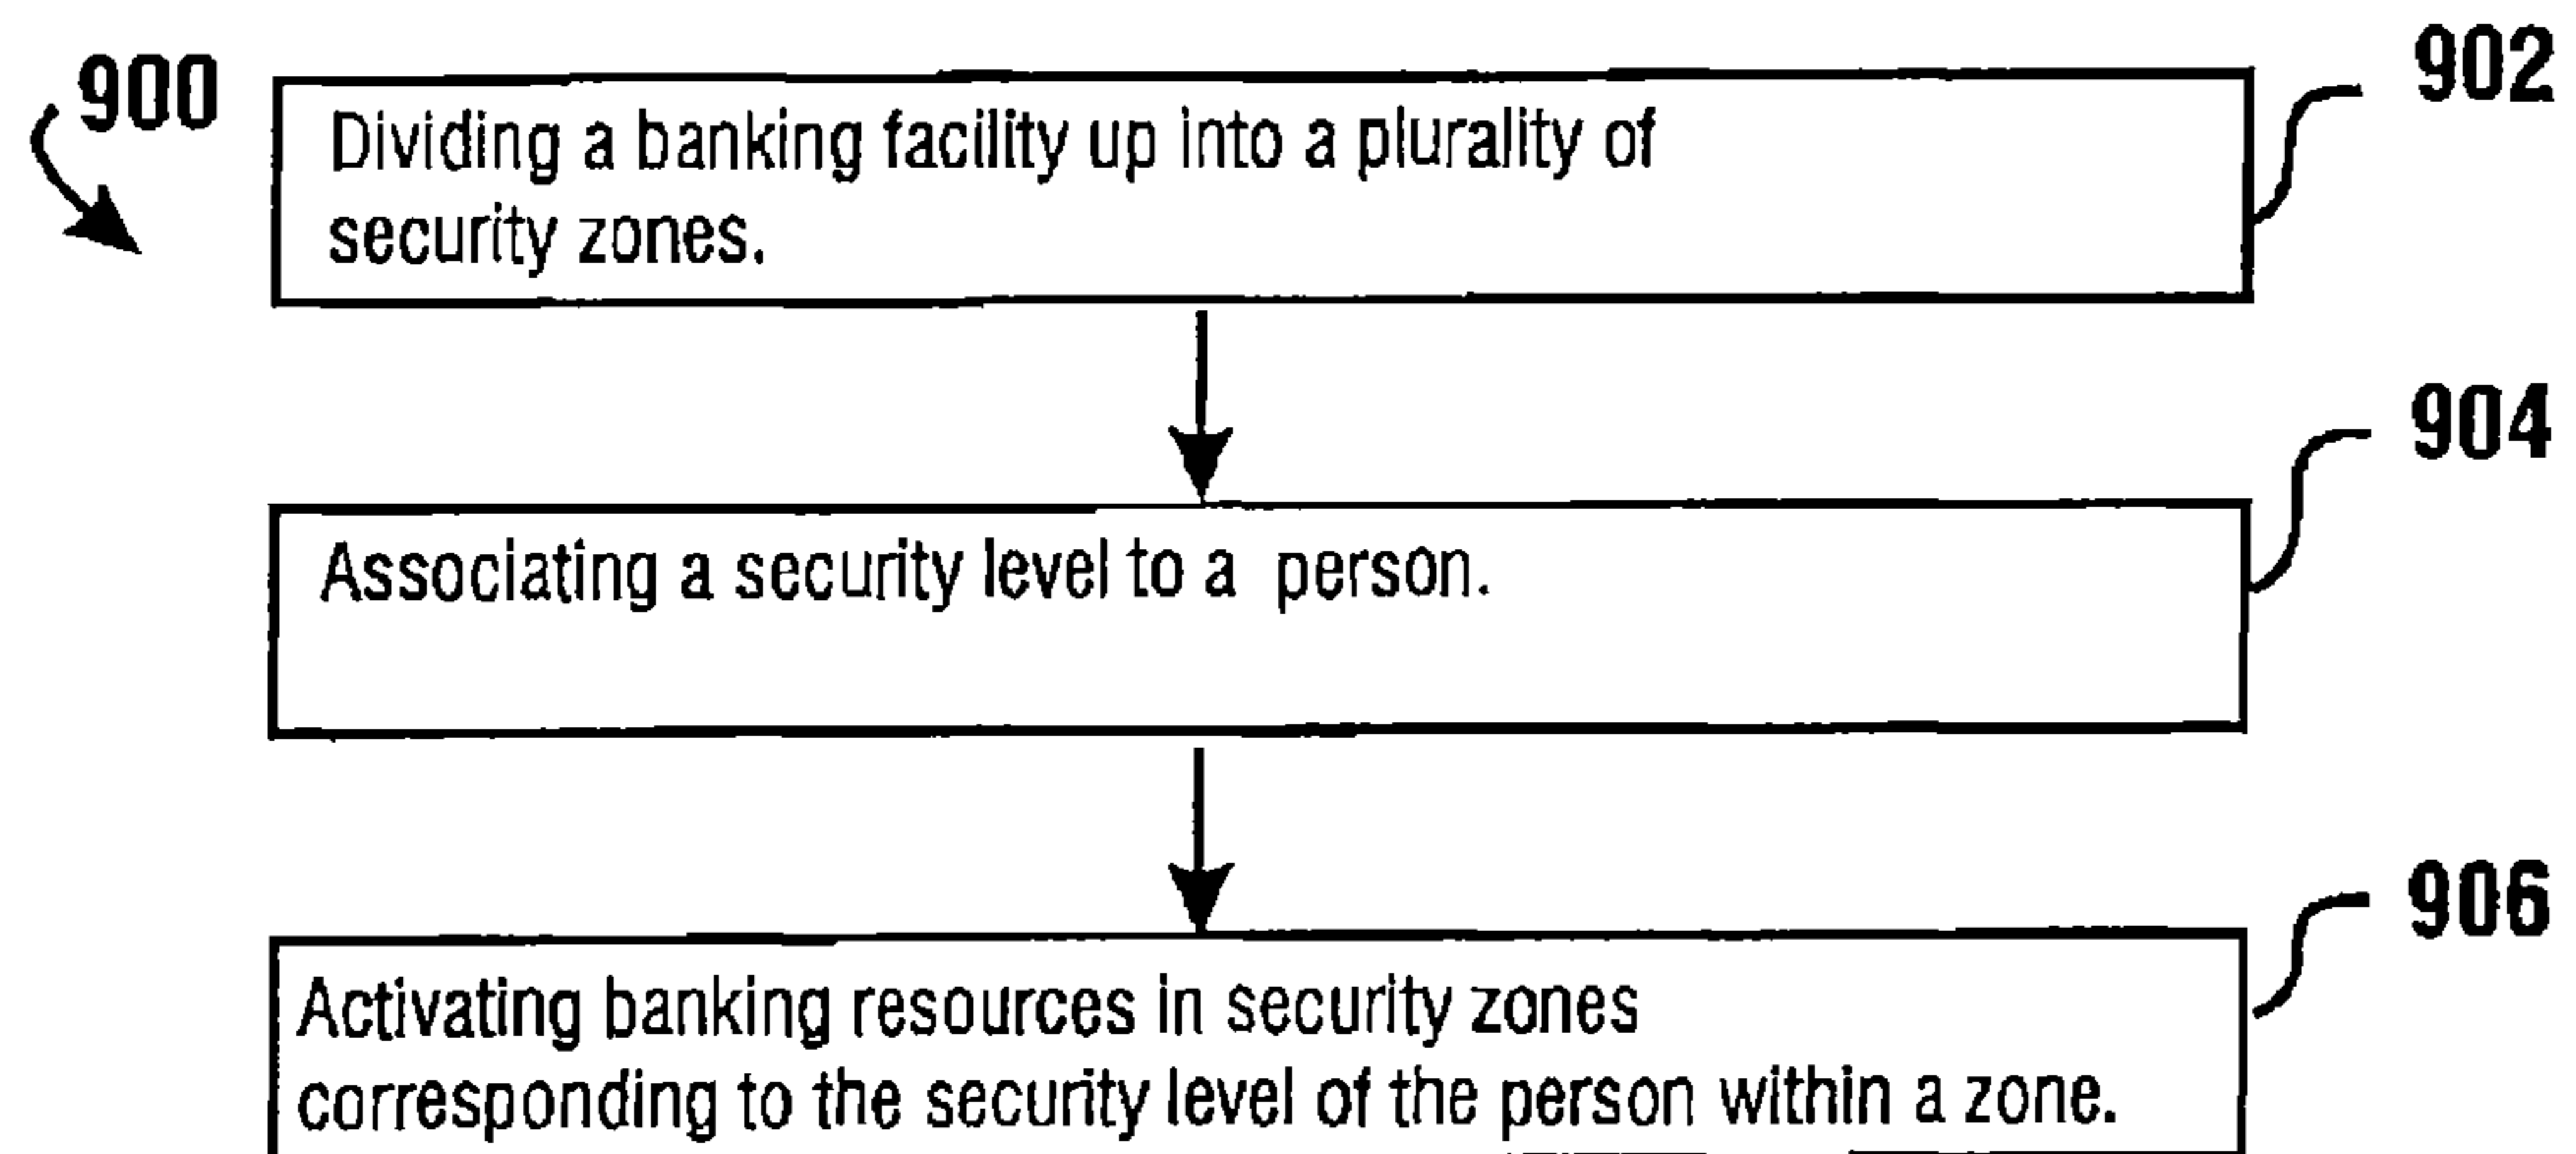 900
902
Dividing a banking facility up into a plurality of
security zones.
904
Associating a security level to a person.
906
Activating banking resources in security zones
corresponding to the security level of the person within a zone.